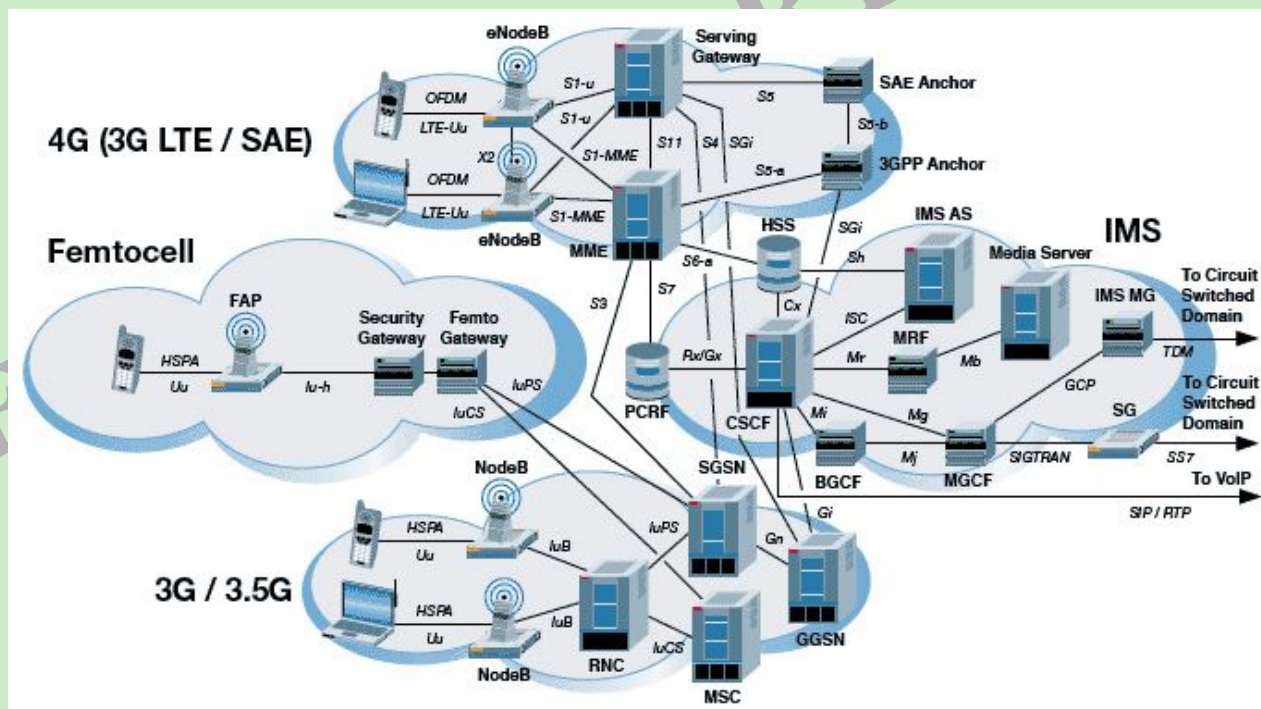 eNodeB
Serving
Gateway
SAE Anchor
OFDM
LTE-Uu
S1-u
S1-u
S5
S5-b
4G (3G LTE / SAE)
X2
S1-MME
S11
S4
SGi
3GPP Anchor
OFDM
LTE-Uu
S1-MME
S5-a
eNodeB
MME
HSS
SGi
IMS AS
IMS
Femtocell
S6-a
Sh
Media Server
To Circuit
Switched
Domain
FAP
S3
S7
Cx
ISC
IMS MG
Security
Gateway
Femto
Gateway
Rx/Gx
Mr
MRF
Mb
TDM
HSPA
Uu
Iu-h
IuPS
IuCS
PCRF
CSCF
Mi
Mg
GCP
SG
To Circuit
Switched
Domain
BGCF
Mj
MGCF
SIGTRAN
SS7
NodeB
SGSN
To VoIP
SIP / RTP
Gi
HSPA
Uu
IuB
IuPS
Gn
3G / 3.5G
HSPA
Uu
IuB
RNC
IuCS
GGSN
NodeB
MSC